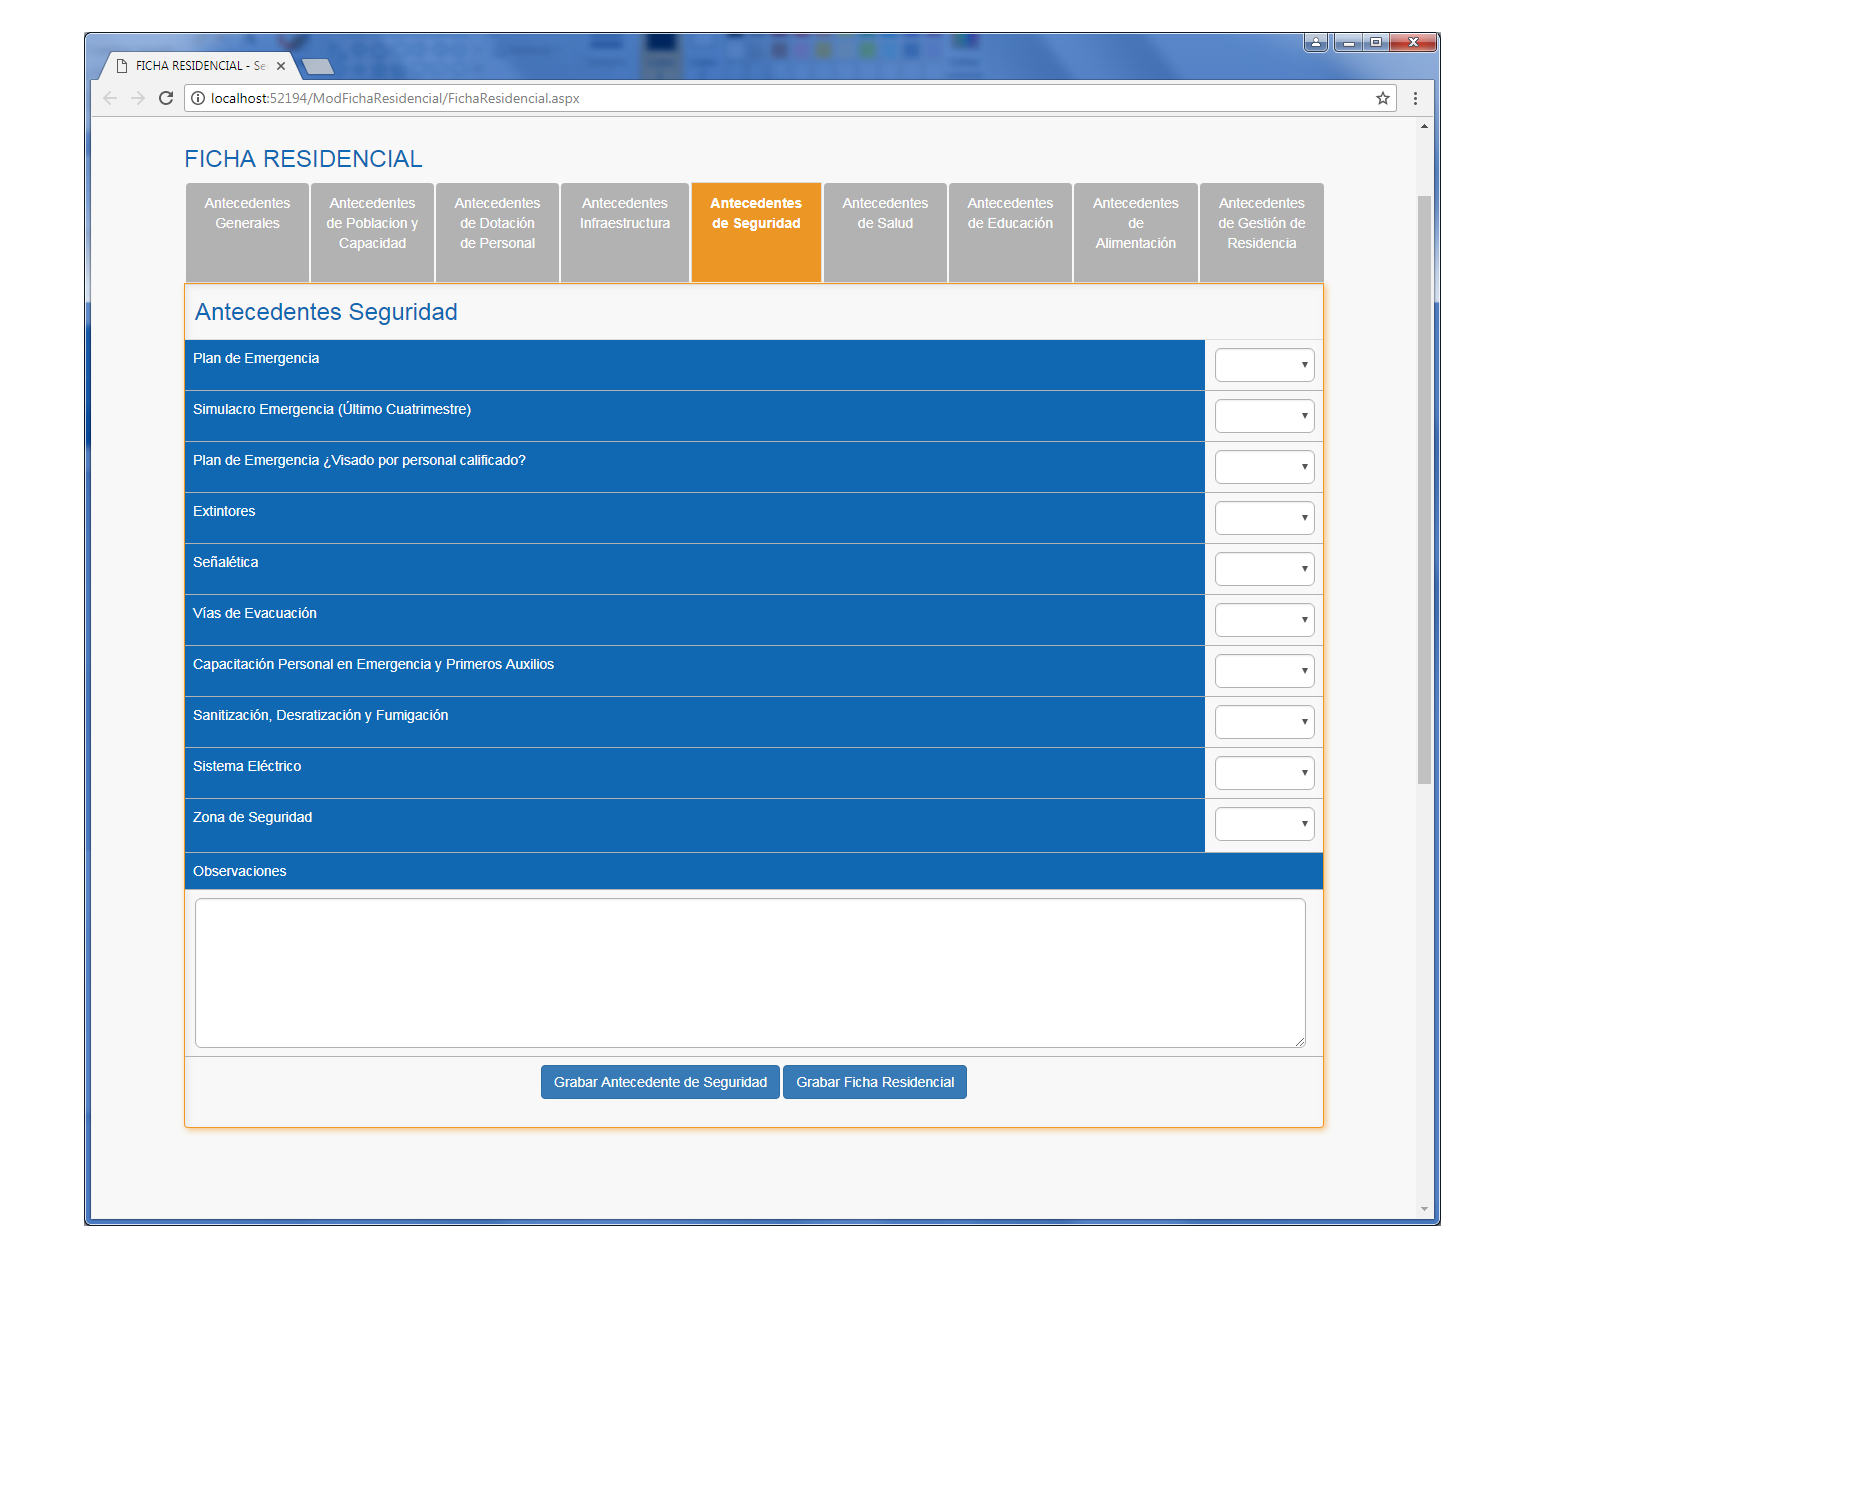 FICHA RESIDENCIAL - Se
localhost:52194/ModFichaResidencial/FichaResidencial.aspx
FICHA RESIDENCIAL
Antecedentes
Generales
Antecedentes
de Poblacion y
Capacidad
Antecedentes
de Dotación
de Personal
Antecedentes
Infraestructura
Antecedentes
de Seguridad
Antecedentes
de Salud
Antecedentes
de Educación
Antecedentes
de
Alimentación
Antecedentes
de Gestión de
Residencia
Antecedentes Seguridad
Plan de Emergencia
Simulacro Emergencia (Último Cuatrimestre)
Plan de Emergencia ¿Visado por personal calificado?
Extintores
Señalética
Vías de Evacuación
Capacitación Personal en Emergencia y Primeros Auxilios
Sanitización, Desratización y Fumigación
Sistema Eléctrico
Zona de Seguridad
Observaciones
Grabar Antecedente de Seguridad
Grabar Ficha Residencial